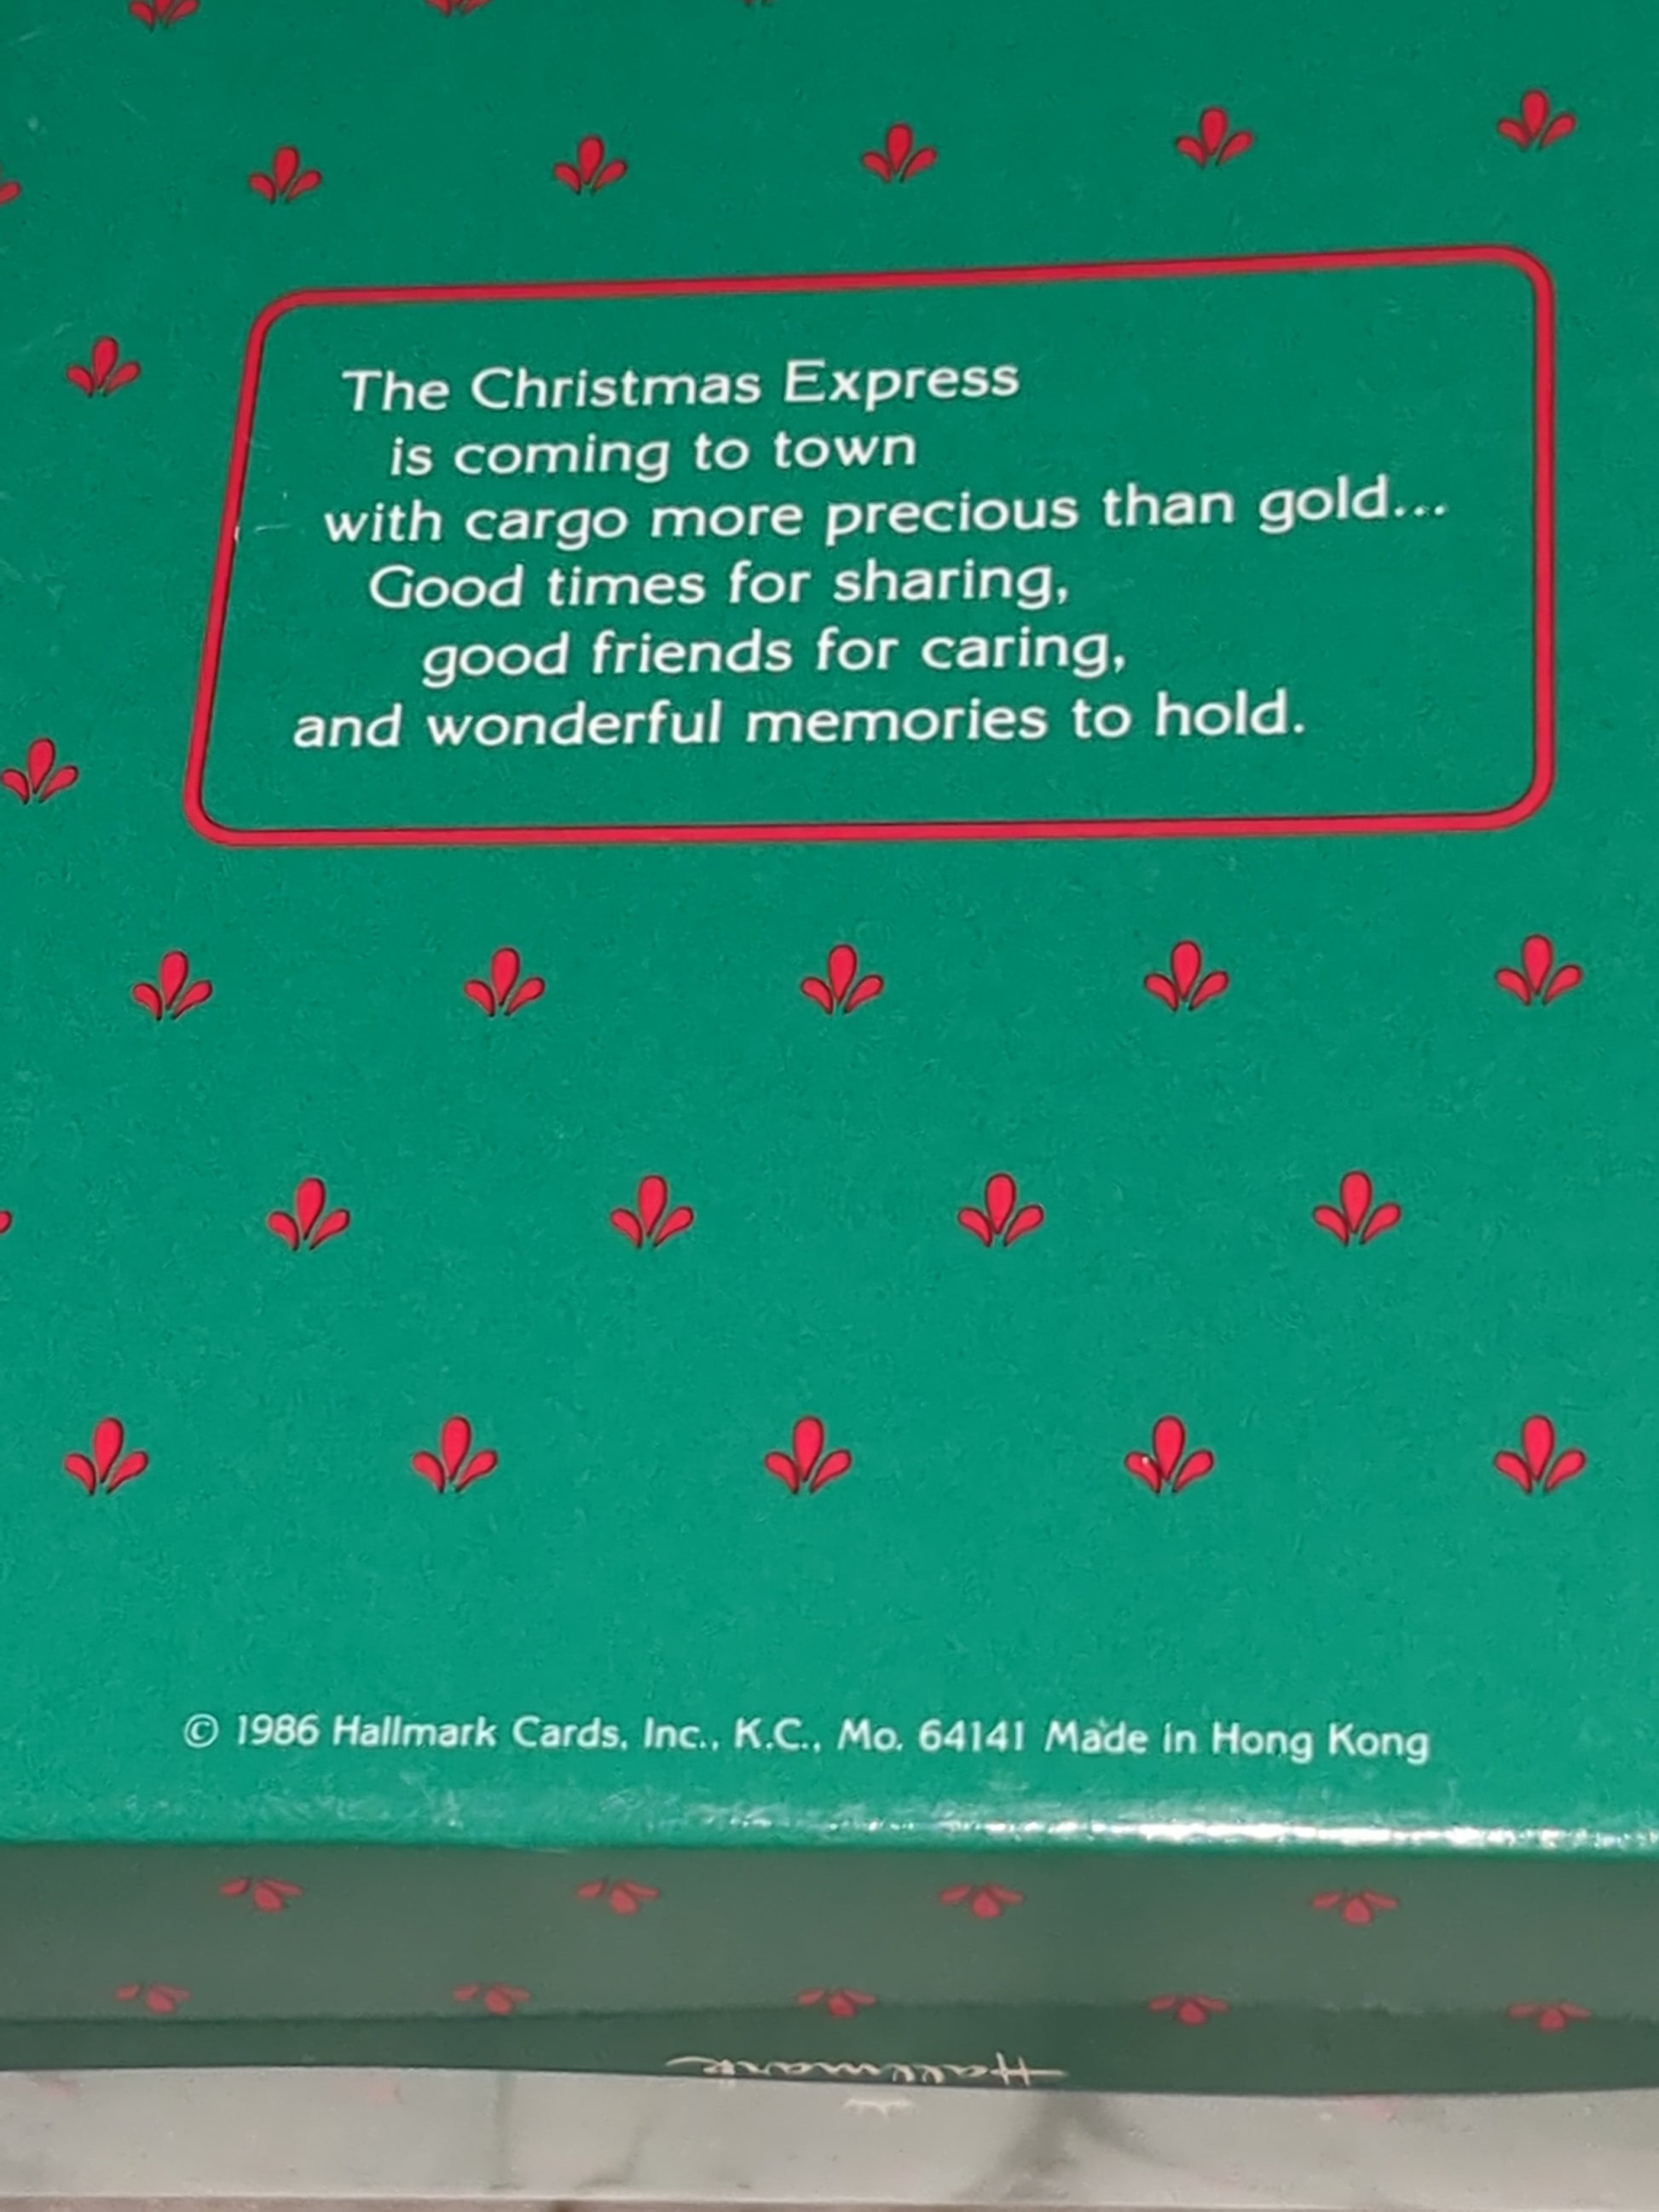 The Christmas Express
is coming to town
with cargo more precious than gold...
Good times for sharing,
good friends for caring,
and wonderful memories to hold.
© 1986 Hallmark Cards, Inc., K.C., Mo. 64141 Made in Hong Kong
Hallmark